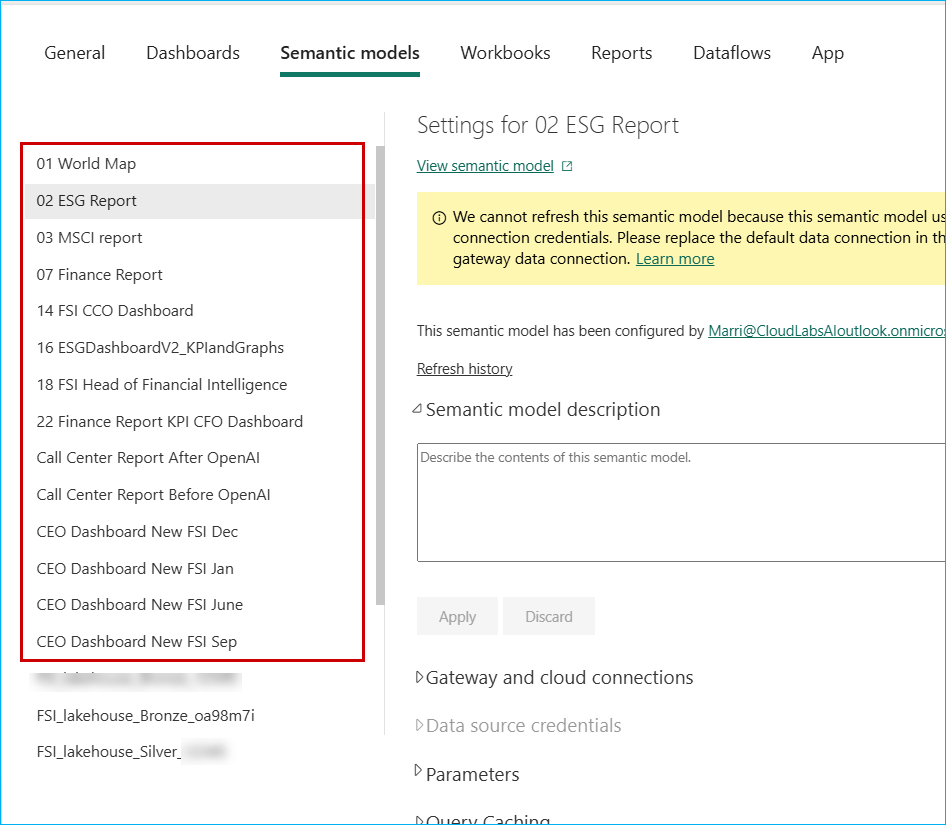 General Dashboards Semantic models Workbooks Reports Dataflows App
01 World Map
02 ESG Report
03 MSCI report
07 Finance Report
14 FSI CCO Dashboard
16 ESGDashboardV2_KPIandGraphs
18 FSI Head of Financial Intelligence
22 Finance Report KPI CFO Dashboard
Call Center Report After OpenAI
Call Center Report Before OpenAI
CEO Dashboard New FSI Dec
CEO Dashboard New FSI Jan
CEO Dashboard New FSI June
CEO Dashboard New FSI Sep
FSI_lakehouse_Bronze_oa98m7i
FSI_lakehouse_Silver_
Settings for 02 ESG Report
View semantic model
We cannot refresh this semantic model because this semantic model us
connection credentials. Please replace the default data connection in th
gateway data connection. Learn more
This semantic model has been configured by Marri@CloudLabsAIoutlook.onmicros
Refresh history
Semantic model description
Describe the contents of this semantic model.
Apply Discard
Gateway and cloud connections
Data source credentials
Parameters
Query Caching